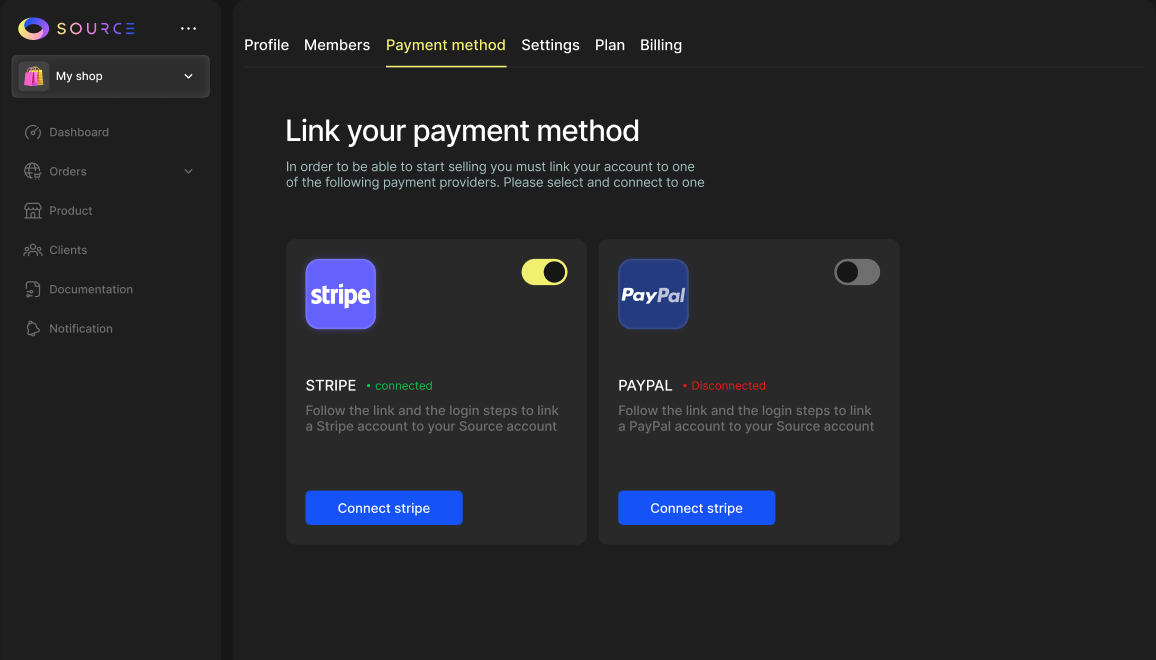 SOURCE
My shop
Dashboard
Orders
Product
Clients
Documentation
Notification
Profile Members Payment method Settings Plan Billing
Link your payment method
In order to be able to start selling you must link your account to one
of the following payment providers. Please select and connect to one
stripe
STRIPE • connected
Follow the link and the login steps to link
a Stripe account to your Source account
Connect stripe
PayPal
PAYPAL • Disconnected
Follow the link and the login steps to link
a PayPal account to your Source account
Connect stripe